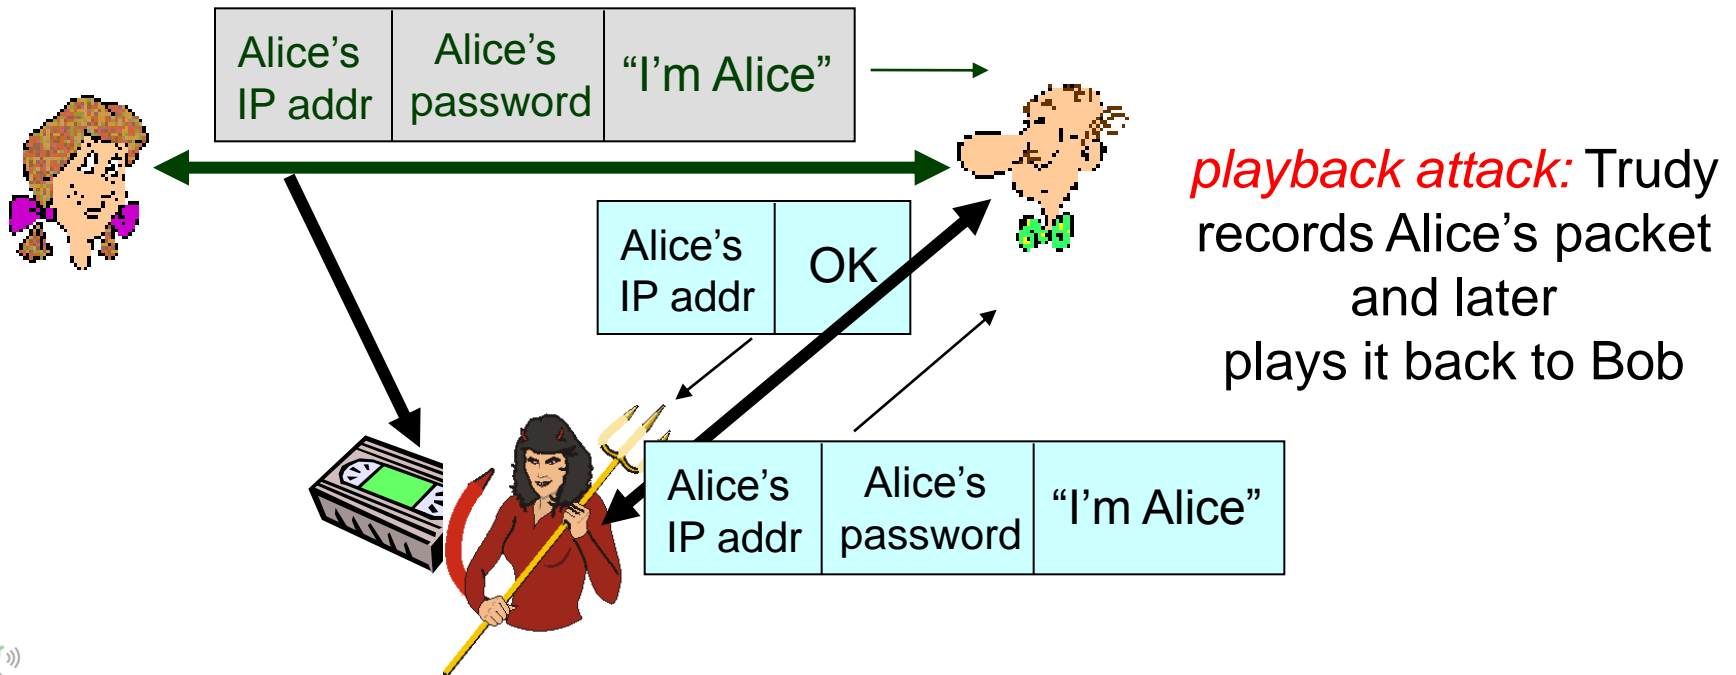 Alice’s
IP addr
Alice’s
password
“I’m Alice”
Alice’s
IP addr
OK
playback attack: Trudy
records Alice’s packet
and later
plays it back to Bob
Alice’s
IP addr
Alice’s
password
“I’m Alice”